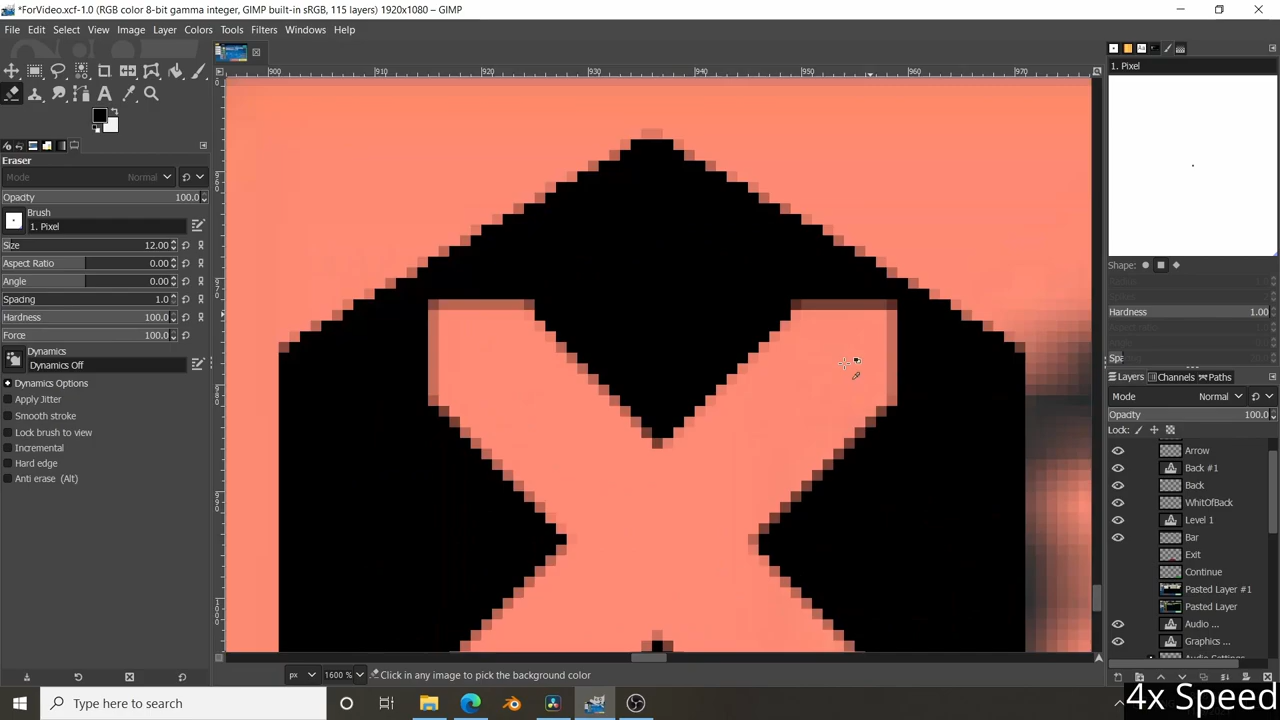 *ForVideo.xcf-1.0 (RGB color 8-bit gamma integer, GIMP built-in sRGB, 115 layers) 1920x1080 – GIMP
File Edit Select View Image Layer Colors Tools Filters Windows Help
900 910 920 930 940 950 960 970
1. Pixel
Eraser
Mode Normal
Opacity 100.0
Brush
1. Pixel
Size 12.00
Aspect Ratio 0.00
Angle 0.00
Spacing 1.0
Hardness 100.0
Force 100.0
Dynamics
Dynamics Off
Dynamics Options
Apply Jitter
Smooth stroke
Lock brush to view
Incremental
Hard edge
Anti erase (Alt)
Shape:
Hardness 1.00
Spa
Layers Channels Paths
Mode Normal
Opacity 100.0
Lock:
Arrow
Back #1
Back
WhitOfBack
Level 1
Bar
Exit
Continue
Pasted Layer #1
Pasted Layer
Audio ...
Graphics ...
px 1600 % Click in any image to pick the background color
Type here to search
4x Speed